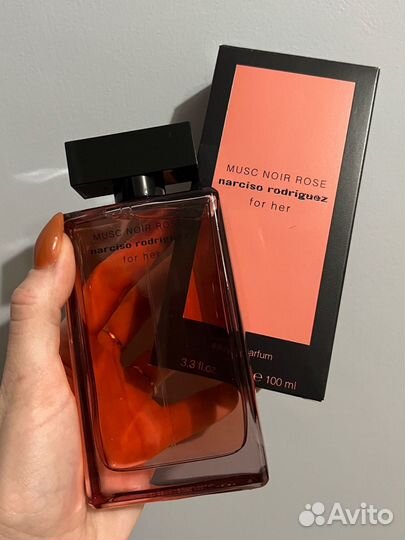 MUSC NOIR ROSE
narciso rodriguez
for her
MUSC NOIR ROSE
narciso rodriguez
for her
3.3 fl.oz.
parfum
e 100 ml
Avito